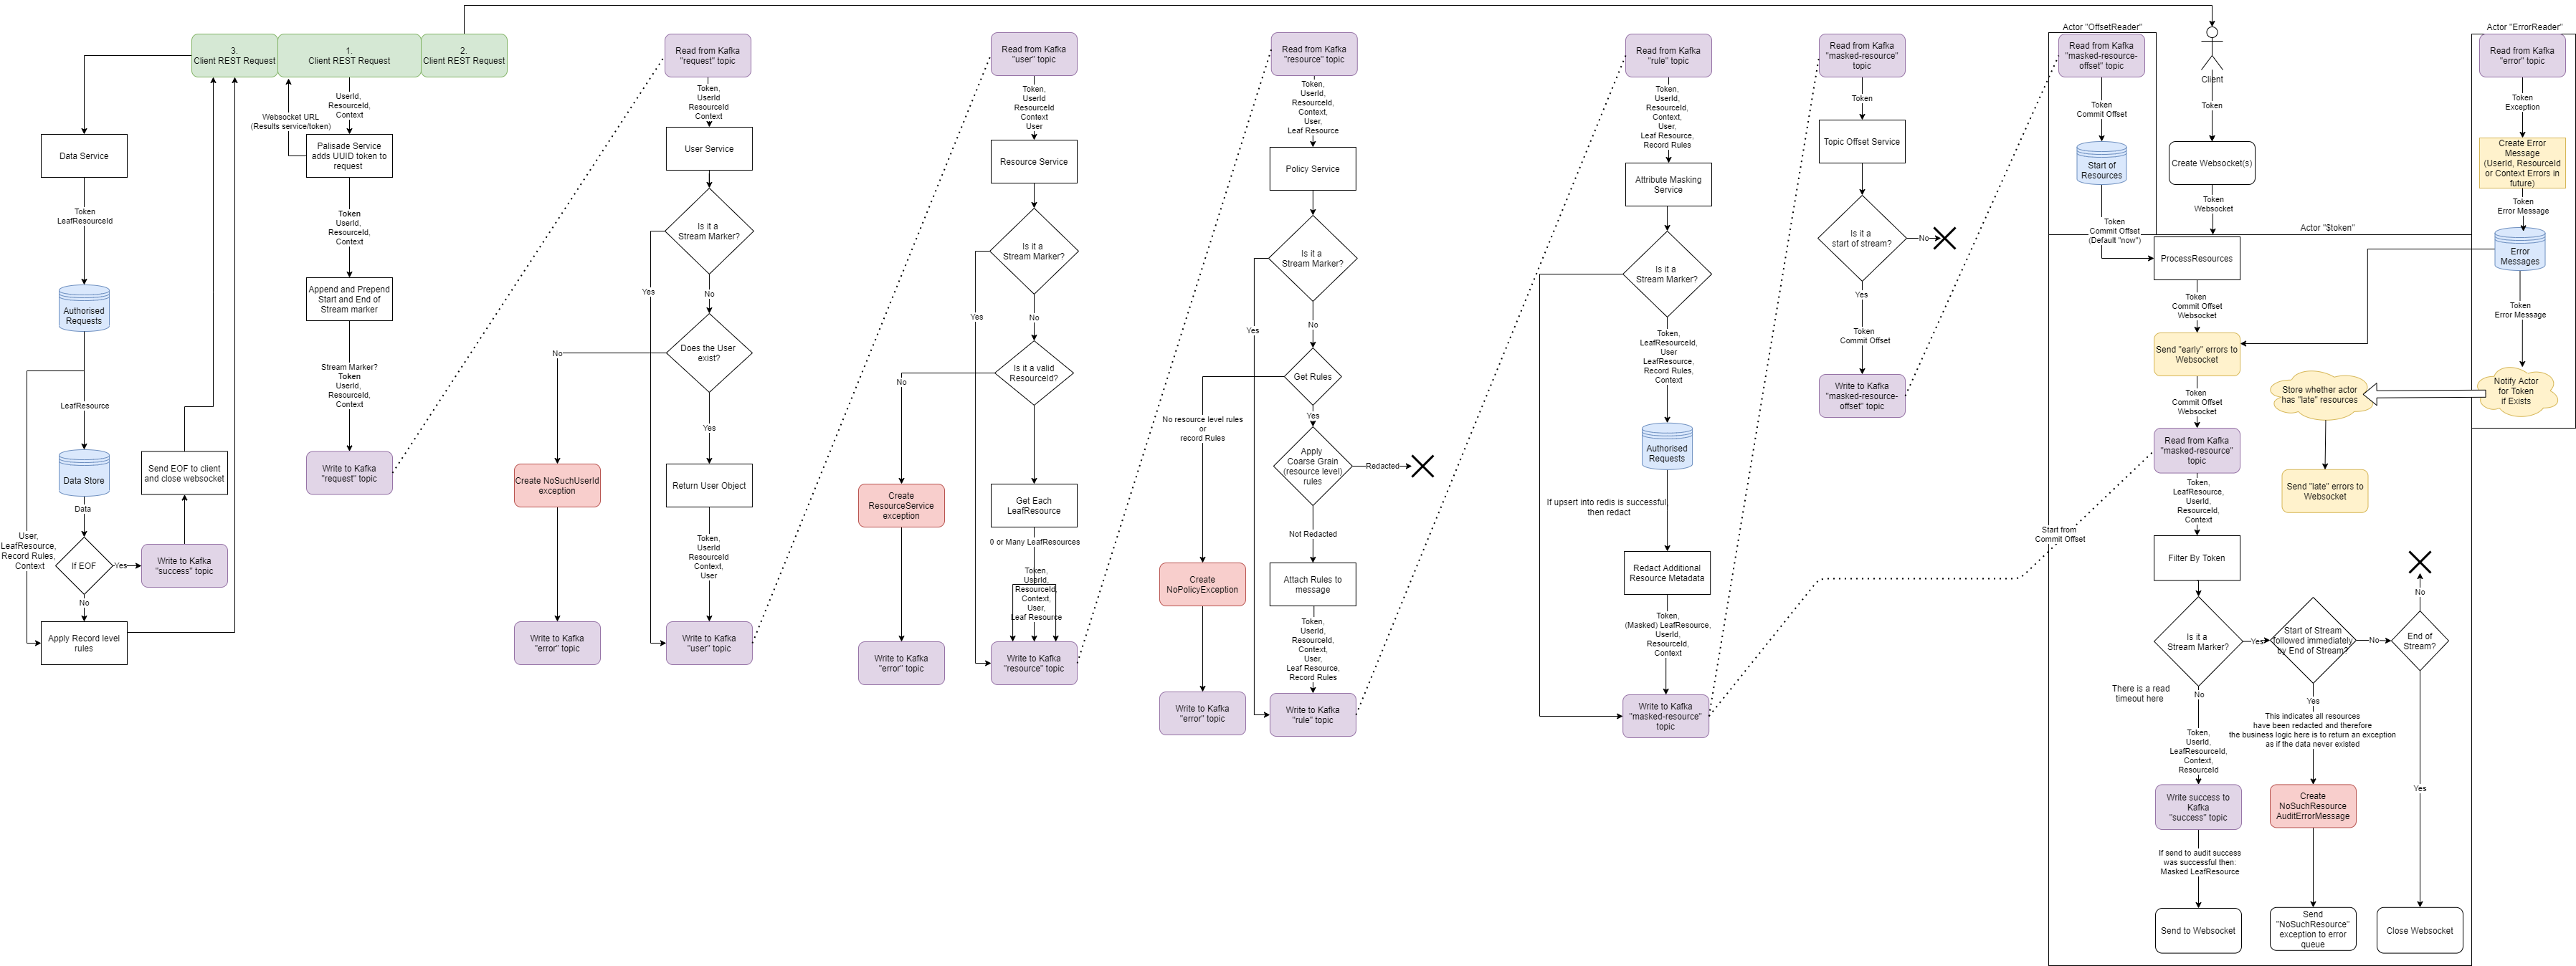 3.
Client REST Request
1.
Client REST Request
2.
Client REST Request
Data Service
Token
LeafResourceId
Authorised
Requests
LeafResource
Data Store
Data
User,
LeafResource,
Record Rules,
Context
If EOF
Yes
No
Apply Record level
rules
Write to Kafka
"success" topic
Send EOF to client
and close websocket
Websocket URL
(Results service/token)
UserId,
ResourceId,
Context
Palisade Service
adds UUID token to
request
Token
UserId,
ResourceId,
Context
Append and Prepend
Start and End of
Stream marker
Stream Marker?
Token
UserId,
ResourceId,
Context
Write to Kafka
"request" topic
Read from Kafka
"request" topic
Token,
UserId
ResourceId
Context
User Service
Is it a
Stream Marker?
Yes
No
Does the User
exist?
No
Yes
Create NoSuchUserId
exception
Return User Object
Token,
UserId
ResourceId
Context,
User
Write to Kafka
"error" topic
Write to Kafka
"user" topic
Read from Kafka
"user" topic
Token,
UserId
ResourceId
Context
User
Resource Service
Is it a
Stream Marker?
Yes
No
Is it a valid
ResourceId?
No
Create
ResourceService
exception
Get Each
LeafResource
0 or Many LeafResources
Token,
UserId,
ResourceId,
Context,
User,
Leaf Resource
Write to Kafka
"error" topic
Write to Kafka
"resource" topic
Read from Kafka
"resource" topic
Token,
UserId,
ResourceId,
Context,
User,
Leaf Resource
Policy Service
Is it a
Stream Marker?
Yes
No
Get Rules
No resource level rules
or
record Rules
Yes
Apply
Coarse Grain
(resource level)
rules
Redacted
Not Redacted
Create
NoPolicyException
Attach Rules to
message
Token,
UserId,
ResourceId,
Context,
User,
Leaf Resource,
Record Rules
Write to Kafka
"error" topic
Write to Kafka
"rule" topic
Read from Kafka
"rule" topic
Token,
UserId,
ResourceId,
Context,
User,
Leaf Resource,
Record Rules
Attribute Masking
Service
Is it a
Stream Marker?
Token,
LeafResourceId,
User
LeafResource,
Record Rules,
Context
Authorised
Requests
If upsert into redis is successful,
then redact
Redact Additional
Resource Metadata
Token,
(Masked) LeafResource,
UserId,
ResourceId,
Context
Write to Kafka
"masked-resource"
topic
Read from Kafka
"masked-resource"
topic
Token
Topic Offset Service
Is it a
start of stream?
No
Yes
Token
Commit Offset
Write to Kafka
"masked-resource-
offset" topic
Actor "OffsetReader"
Read from Kafka
"masked-resource-
offset" topic
Token
Commit Offset
Start of
Resources
Token
Commit Offset
(Default "now")
Client
Token
Create Websocket(s)
Token
Websocket
Actor "$token"
ProcessResources
Token
Commit Offset
Websocket
Send "early" errors to
Websocket
Token
Commit Offset
Websocket
Read from Kafka
"masked-resource"
topic
Start from
Commit Offset
Token,
LeafResource,
UserId,
ResourceId,
Context
Filter By Token
Is it a
Stream Marker?
Yes
There is a read
timeout here
No
Start of Stream
followed immediately
by End of Stream?
No
Yes
End of
Stream?
No
Yes
This indicates all resources
have been redacted and therefore
the business logic here is to return an exception
as if the data never existed
Token,
UserId,
LeafResourceId,
Context,
ResourceId
Write success to
Kafka
"success" topic
Create
NoSuchResource
AuditErrorMessage
If send to audit success
was successful then:
Masked LeafResource
Send to Websocket
Send
"NoSuchResource"
exception to error
queue
Close Websocket
Actor "ErrorReader"
Read from Kafka
"error" topic
Token
Exception
Create Error
Message
(UserId, ResourceId
or Context Errors in
future)
Token
Error Message
Error
Messages
Token
Error Message
Notify Actor
for Token
if Exists
Store whether actor
has "late" resources
Send "late" errors to
Websocket